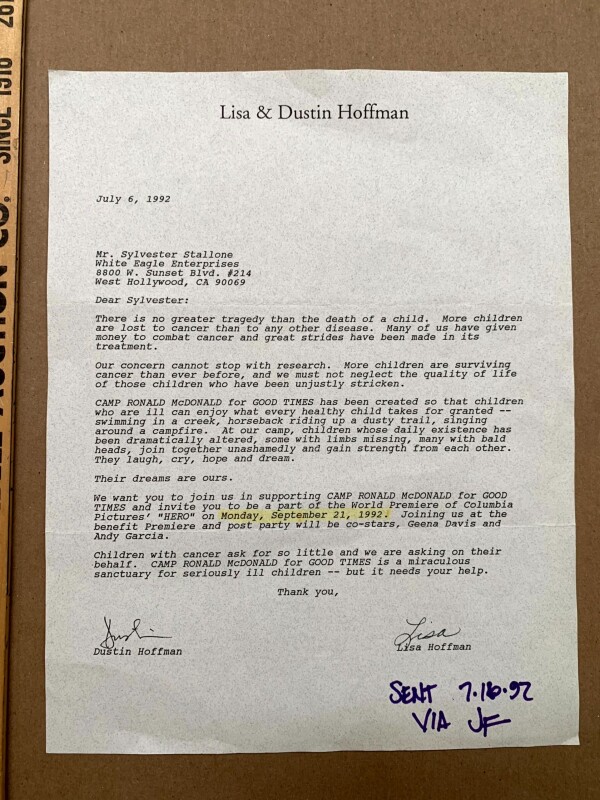 Lisa & Dustin Hoffman
July 6, 1992
Mr. Sylvester Stallone
White Eagle Enterprises
8800 W. Sunset Blvd. #214
West Hollywood, CA 90069
Dear Sylvester:
There is no greater tragedy than the death of a child. More children
are lost to cancer than to any other disease. Many of us have given
money to combat cancer and great strides have been made in its
treatment.
Our concern cannot stop with research. More children are surviving
cancer than ever before, and we must not neglect the quality of life
of those children who have been unjustly stricken.
CAMP RONALD McDONALD for GOOD TIMES has been created so that children
who are ill can enjoy what every healthy child takes for granted --
swimming in a creek, horseback riding up a dusty trail, singing
around a campfire. At our camp, children whose daily existence has
been dramatically altered, some with limbs missing, many with bald
heads, join together unashamedly and gain strength from each other.
They laugh, cry, hope and dream.
Their dreams are ours.
We want you to join us in supporting CAMP RONALD McDONALD for GOOD
TIMES and invite you to be a part of the World Premiere of Columbia
Pictures' "HERO" on Monday, September 21, 1992. Joining us at the
benefit Premiere and post party will be co-stars, Geena Davis and
Andy Garcia.
Children with cancer ask for so little and we are asking on their
behalf. CAMP RONALD McDONALD for GOOD TIMES is a miraculous
sanctuary for seriously ill children -- but it needs your help.
Thank you,
Dustin Lisa
Dustin Hoffman Lisa Hoffman
SENT 7.16.92
VIA JF
AUCTION CO. SINCE 1910